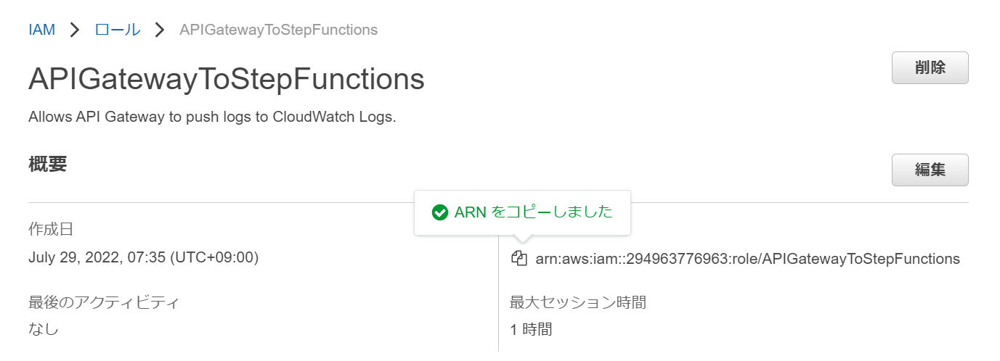 IAM > ロール > APIGatewayToStepFunctions
APIGatewayToStepFunctions
削除
Allows API Gateway to push logs to CloudWatch Logs.
概要
編集
ARN をコピーしました
作成日
July 29, 2022, 07:35 (UTC+09:00)
arn:aws:iam::294963776963:role/APIGatewayToStepFunctions
最後のアクティビティ
なし
最大セッション時間
1 時間